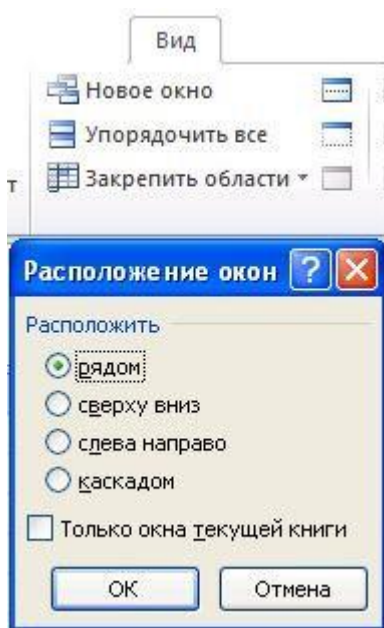 Вид
Новое окно
Упорядочить все
т
Закрепить области
Расположение окон ?
Расположить
рядом
сверху вниз
слева направо
каскадом
Только окна текущей книги
ОК Отмена